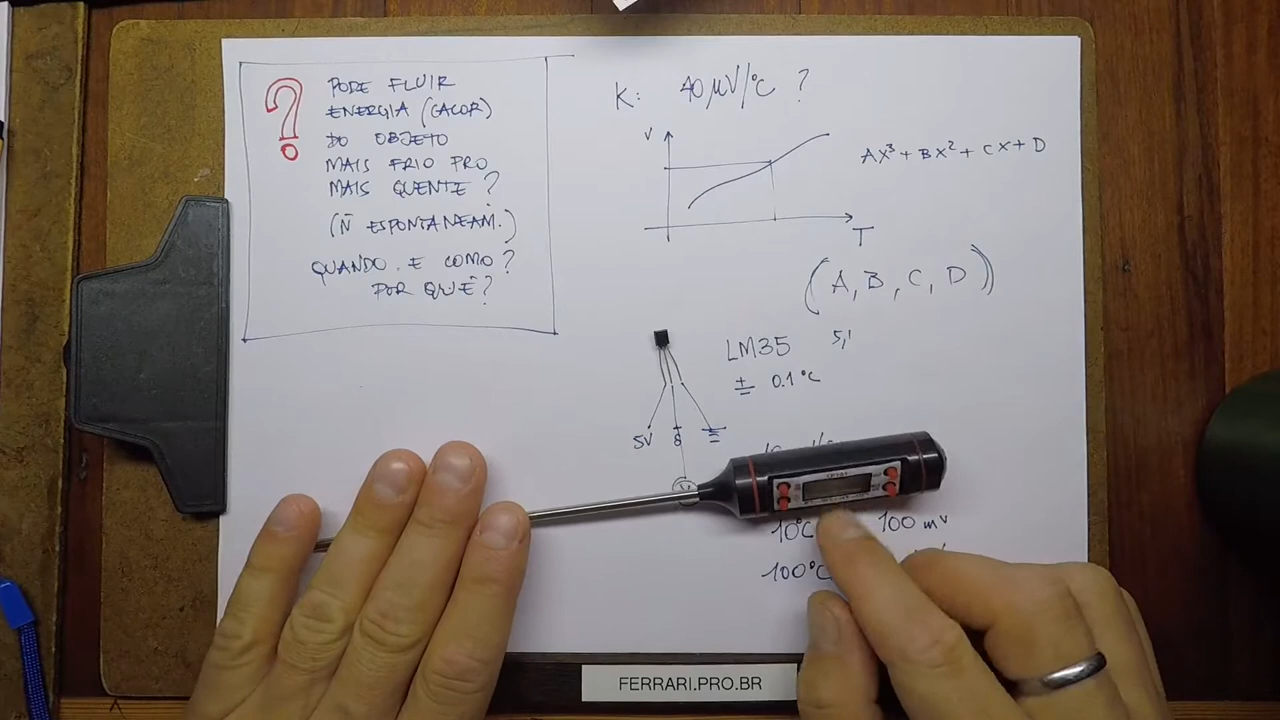 ?
PODE FLUIR
ENERGIA (CALOR)
DO OBJETO
MAIS FRIO PRO
MAIS QUENTE?
(Ñ ESPONTANEAM.)
QUANDO E COMO?
POR QUÊ?
K: 40 µV/°C ?
V
T
AX³ + BX² + CX + D
(A, B, C, D)
LM35
± 0.1°C
5V
10°C 100 mV
100°C
FERRARI.PRO.BR